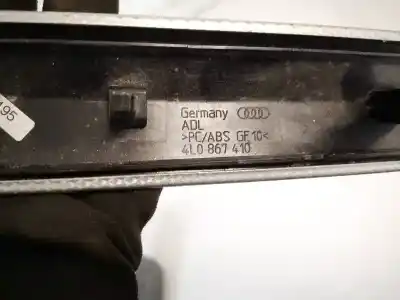 Germany
ADL
>PC/ABS GF10<
4L0 867 410